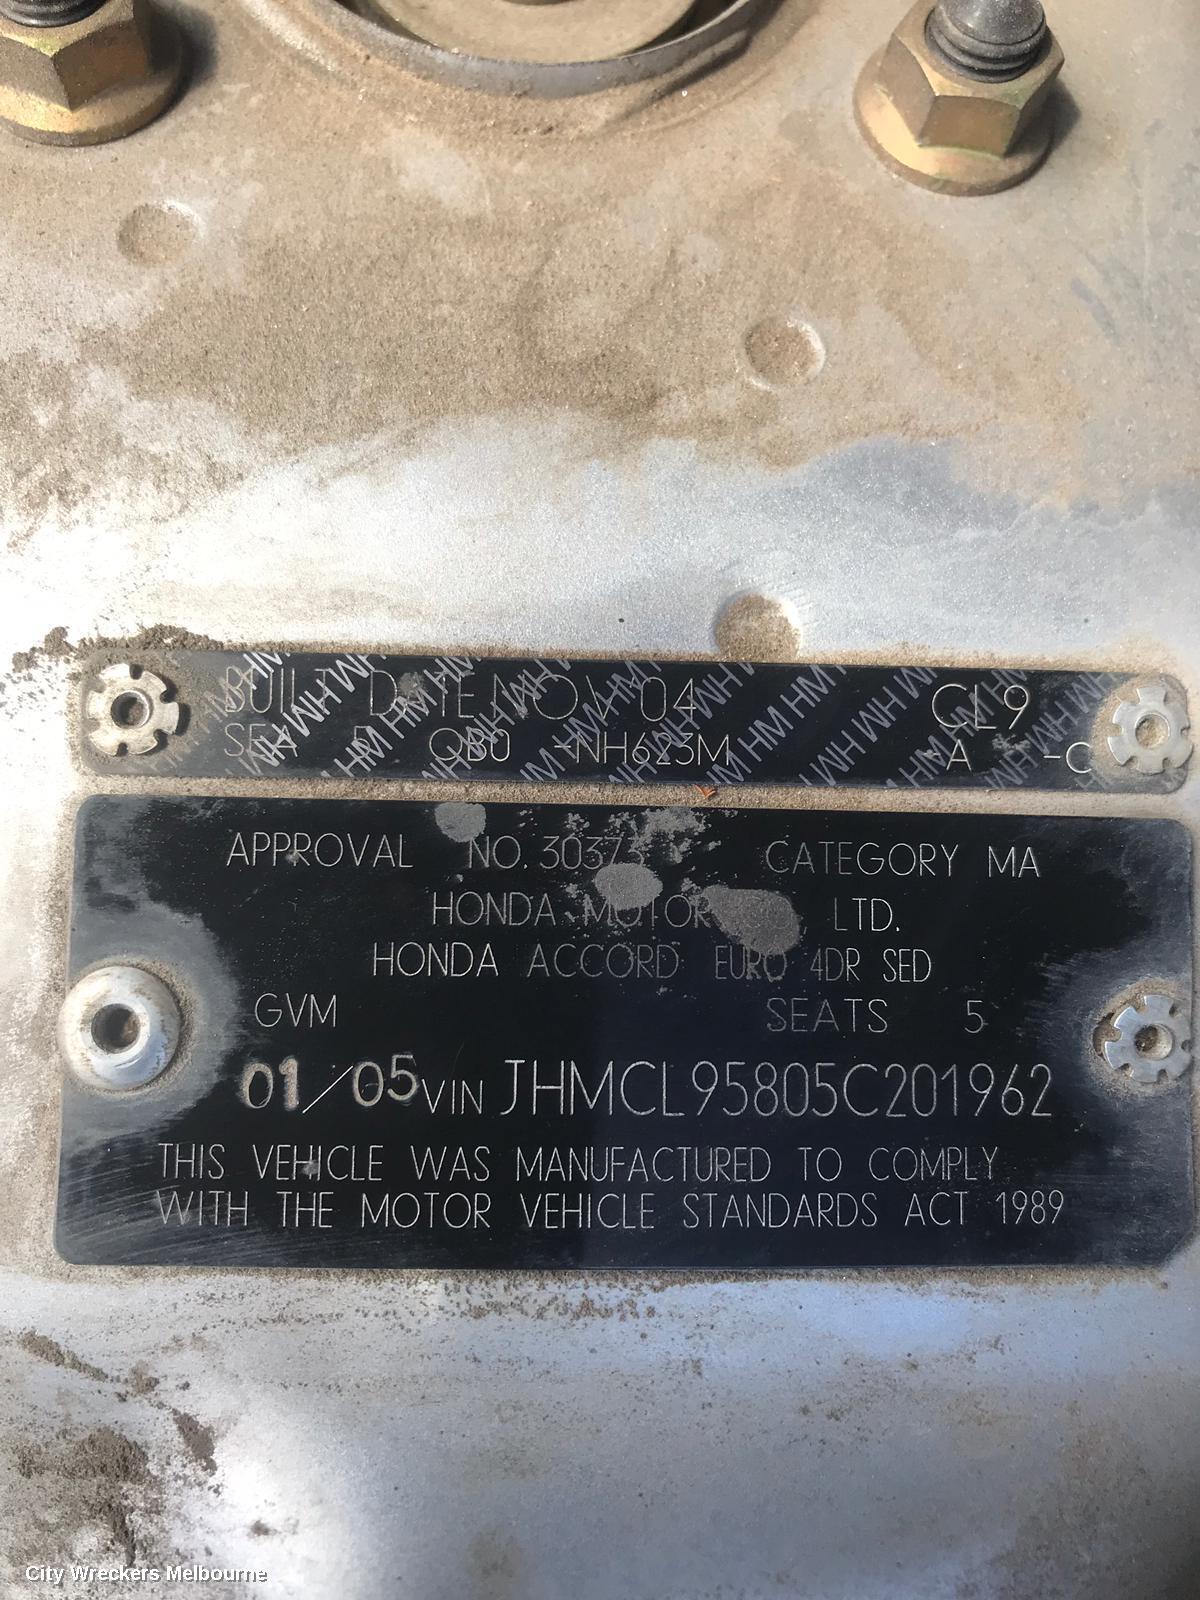 BUILT DATE NOV '04 CL9
QB0 -NH623M -A -C
APPROVAL NO. CATEGORY MA
HONDA MOTOR LTD.
HONDA ACCORD EURO 4DR SED
GVM SEATS 5
01/05 VIN JHMCL95805C201962
THIS VEHICLE WAS MANUFACTURED TO COMPLY
WITH THE MOTOR VEHICLE STANDARDS ACT 1989
City Wreckers Melbourne